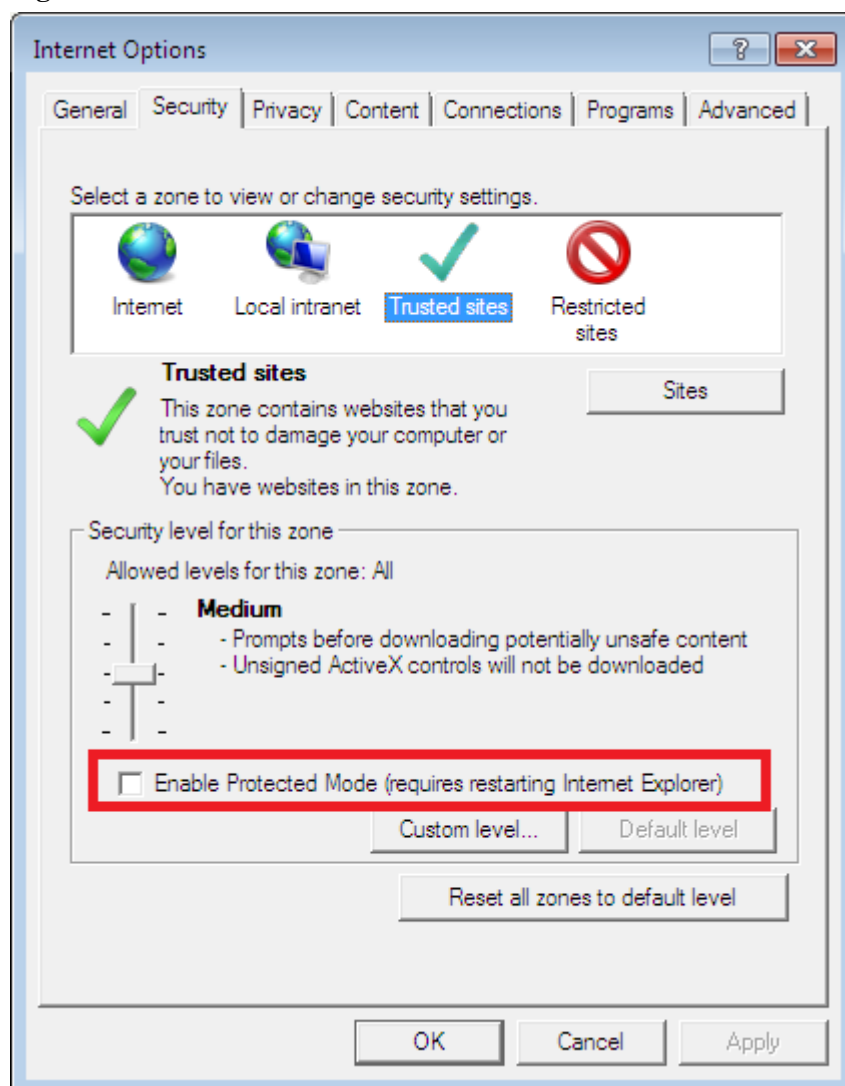 Internet Options
General Security Privacy Content Connections Programs Advanced
Select a zone to view or change security settings.
Internet Local intranet Trusted sites Restricted
sites
Trusted sites
Sites
This zone contains websites that you
trust not to damage your computer or
your files.
You have websites in this zone.
Security level for this zone
Allowed levels for this zone: All
Medium
- Prompts before downloading potentially unsafe content
- Unsigned ActiveX controls will not be downloaded
Enable Protected Mode (requires restarting Internet Explorer)
Custom level... Default level
Reset all zones to default level
OK Cancel Apply